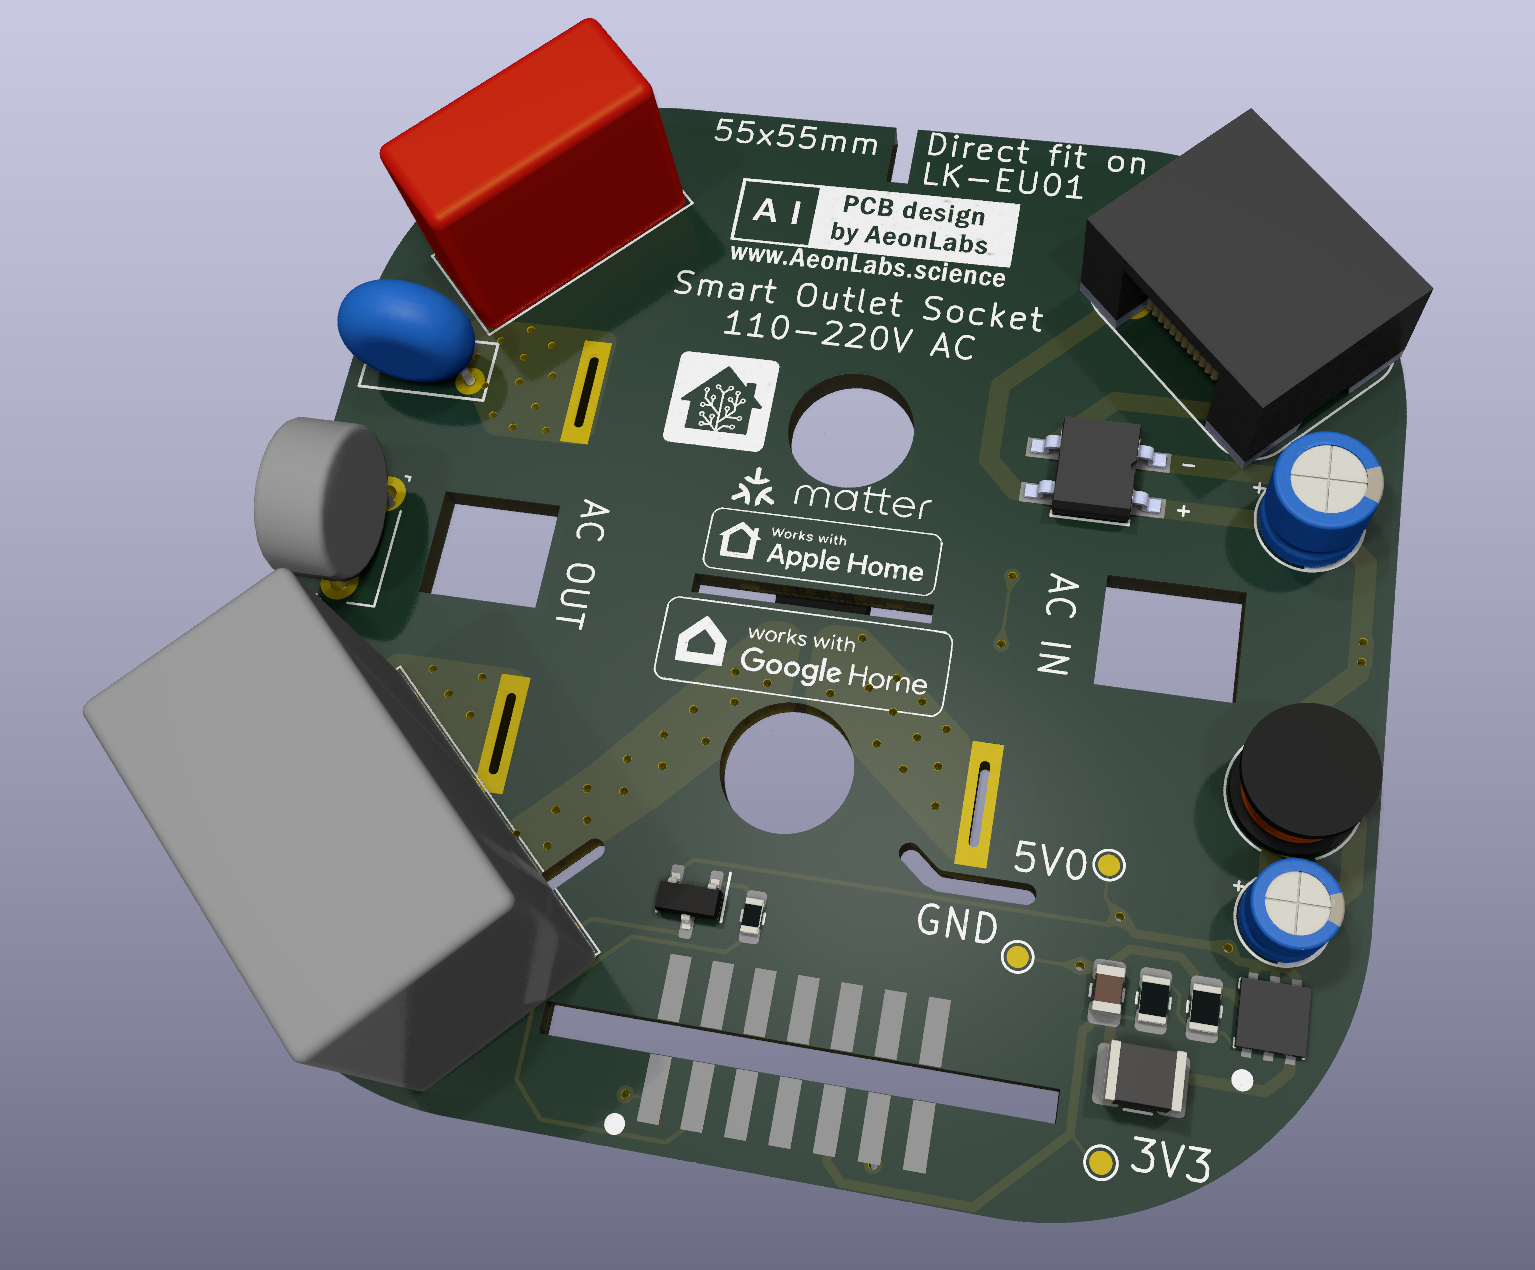 55x55mm
Direct fit on
LK-EU01
AI
PCB design
by AeonLabs
www.AeonLabs.science
Smart Outlet Socket
110-220V AC
matter
Works with
Apple Home
works with
Google Home
AC OUT
AC IN
-
+
+
+
5V0
GND
3V3